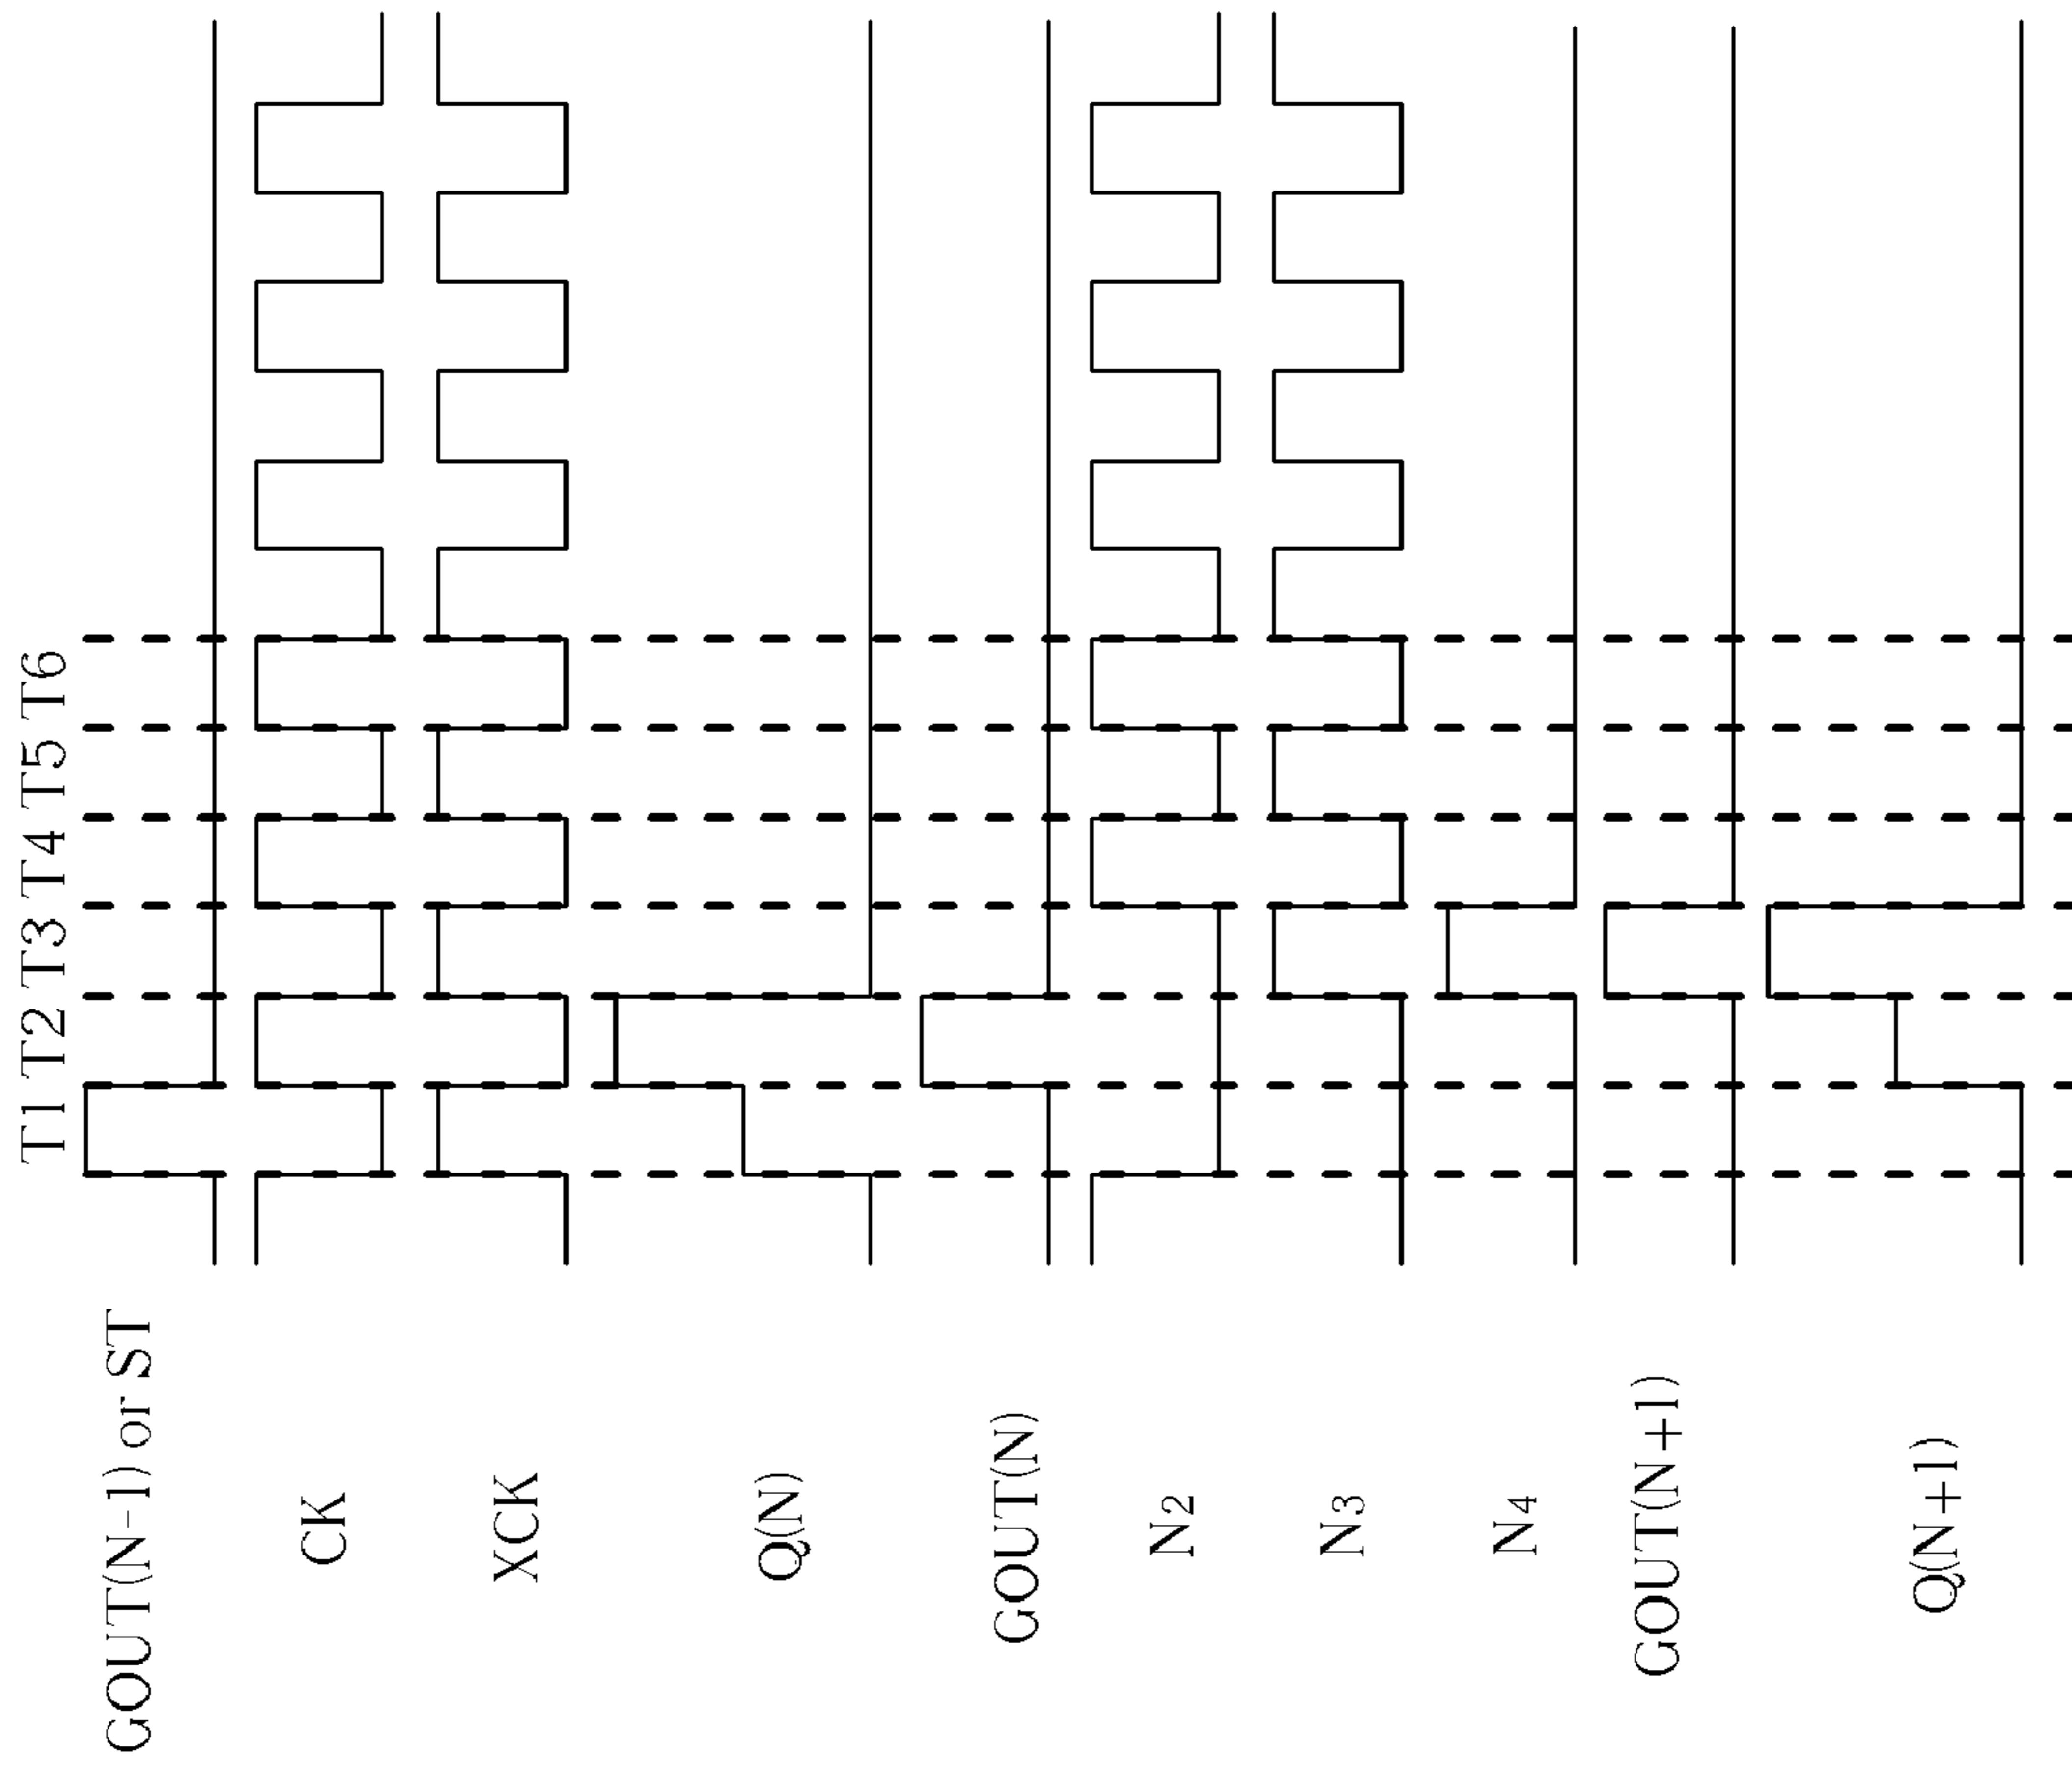 T1 T2 T3 T4 T5 T6
GOUT(N-1) or ST
CK
XCK
Q(N)
GOUT(N)
N2
N3
N4
GOUT(N+1)
Q(N+1)